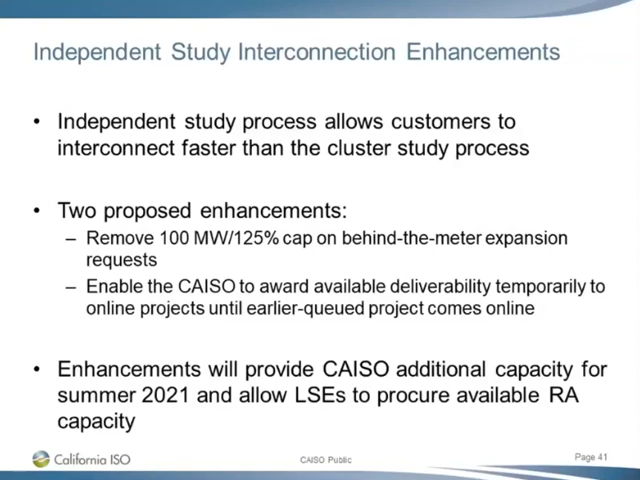 Independent Study Interconnection Enhancements
• Independent study process allows customers to
interconnect faster than the cluster study process
• Two proposed enhancements:
– Remove 100 MW/125% cap on behind-the-meter expansion
requests
– Enable the CAISO to award available deliverability temporarily to
online projects until earlier-queued project comes online
• Enhancements will provide CAISO additional capacity for
summer 2021 and allow LSEs to procure available RA
capacity
California ISO
CAISO Public
Page 41